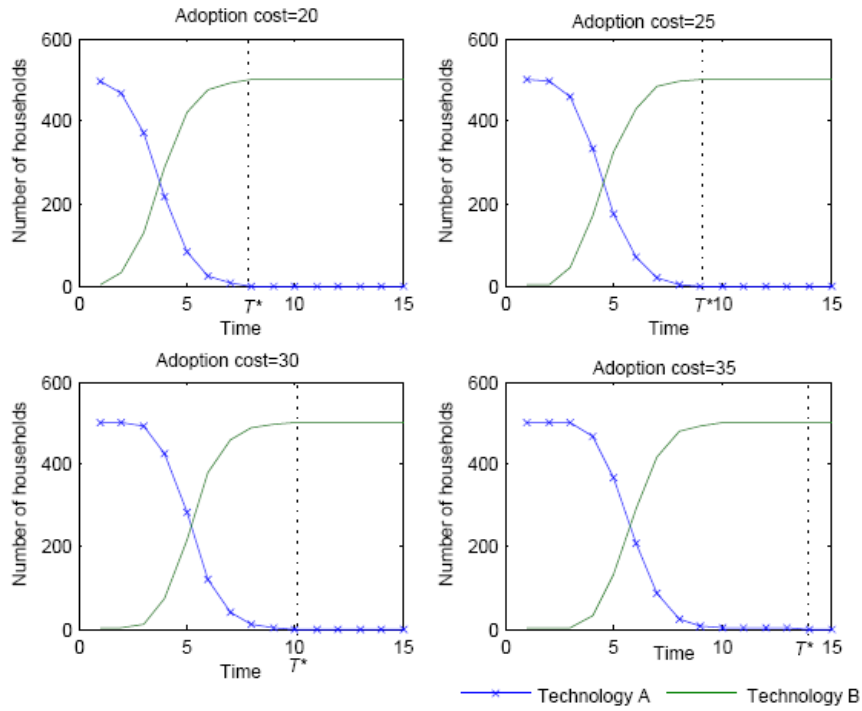 Adoption cost=20
600
400
200
0
Number of households
0 5 T* 10 15
Time
Adoption cost=25
600
400
200
0
Number of households
0 5 T* 10 15
Time
Adoption cost=30
600
400
200
0
Number of households
0 5 10 15
T*
Time
Adoption cost=35
600
400
200
0
Number of households
0 5 10 T* 15
Time
Technology A
Technology B